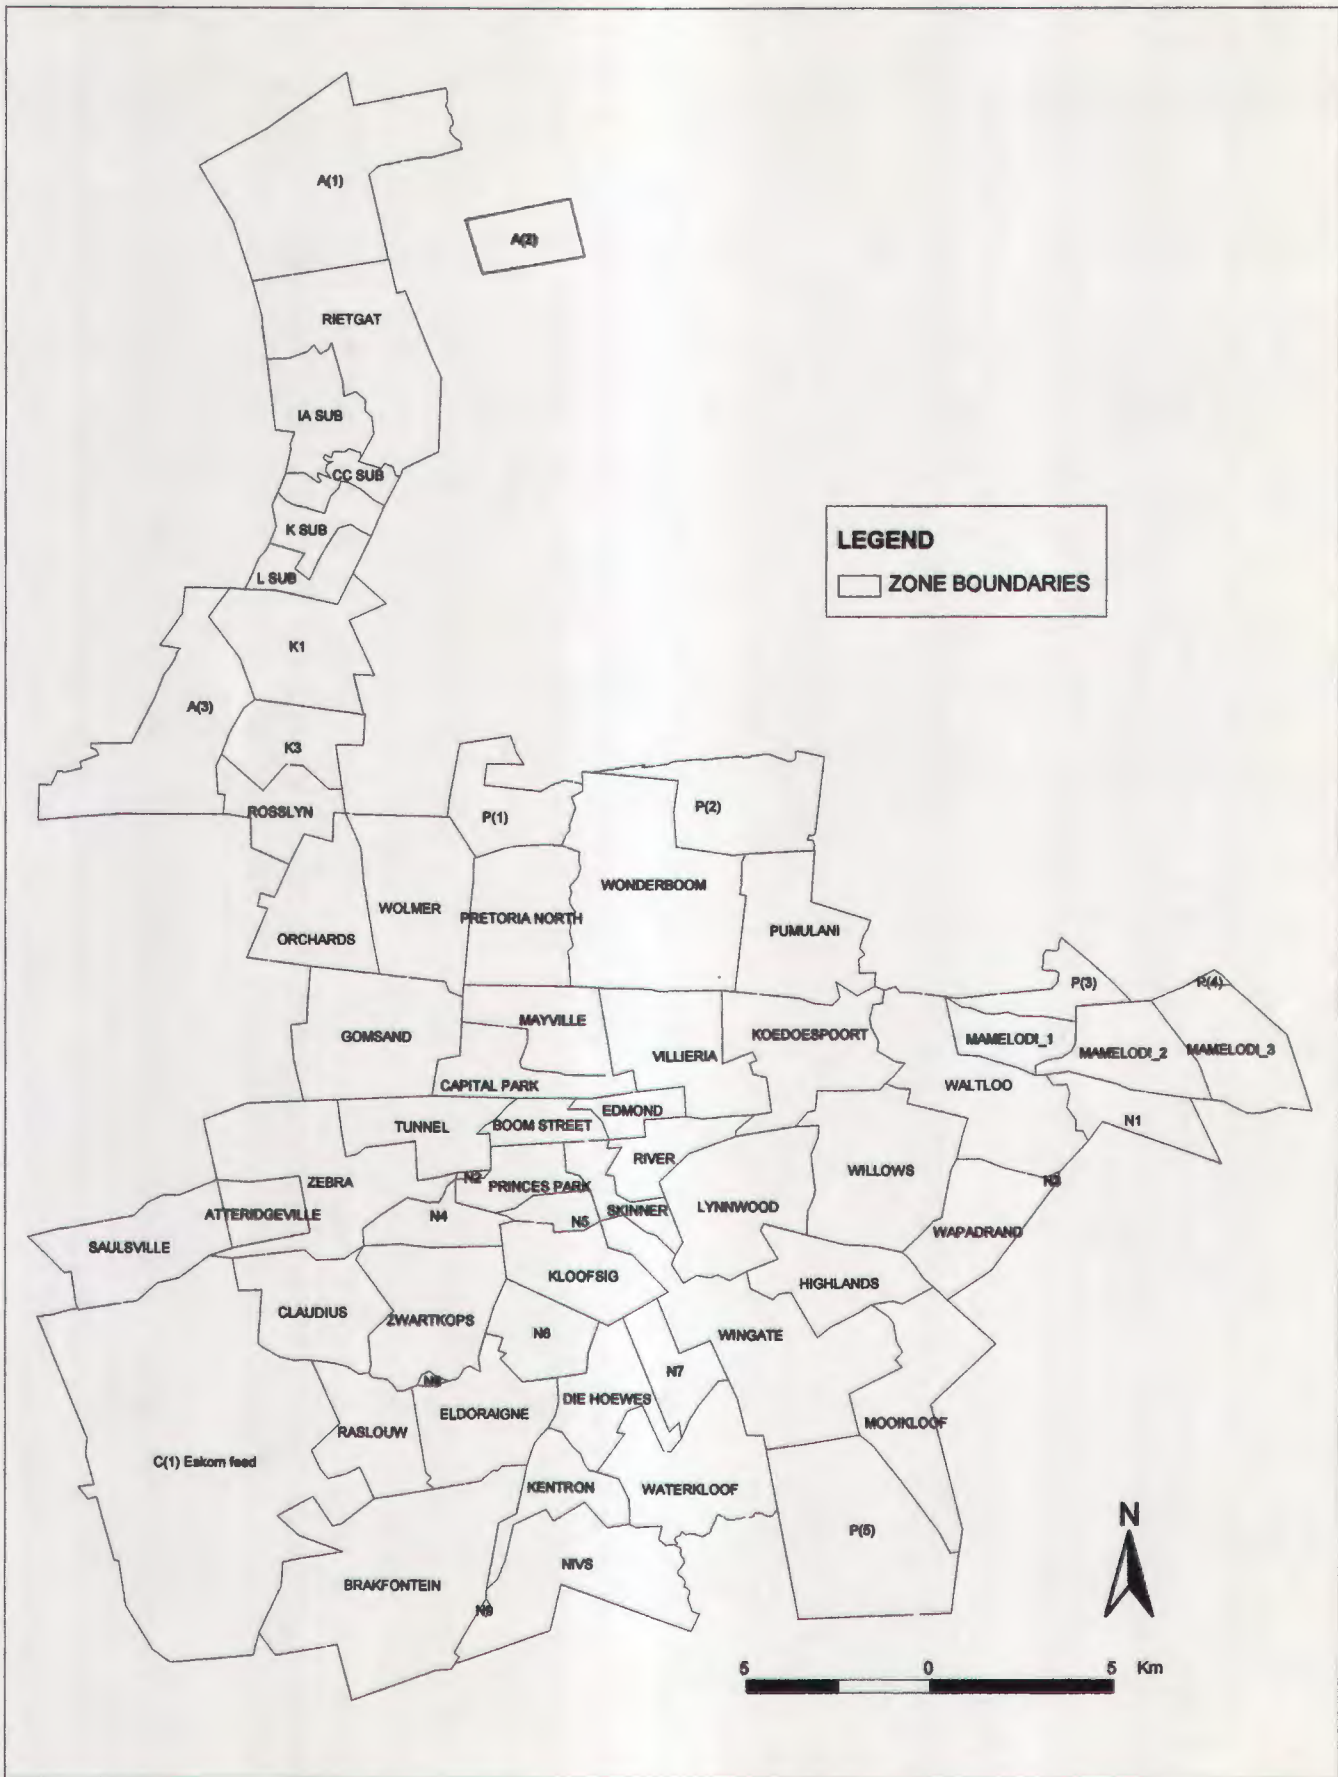 A(1)
A(2)
RIETGAT
IA SUB
CC SUB
K SUB
L SUB
LEGEND
ZONE BOUNDARIES
K1
A(3)
K3
ROSSLYN
P(1)
P(2)
WONDERBOOM
WOLMER
PRETORIA NORTH
PUMULANI
ORCHARDS
P(3)
P(4)
MAYVILLE
GOMSAND
KOEDOESPOORT
MAMELODI_1
MAMELODI_2
MAMELODI_3
VILLIERIA
CAPITAL PARK
WALTLOO
EDMOND
TUNNEL
BOOM STREET
N1
RIVER
WILLOWS
ZEBRA
N2
PRINCES PARK
N3
LYNNWOOD
ATTERIDGEVILLE
N4
N5
SKINNER
WAPADRAND
SAULSVILLE
KLOOFSIG
HIGHLANDS
CLAUDIUS
ZWARTKOPS
N6
WINGATE
N7
DIE HOEWES
ELDORAIGNE
MOOIKLOOF
RASLOUW
C(1) Eskom feed
KENTRON
WATERKLOOF
P(5)
NIVS
BRAKFONTEIN
N9
N
5 0 5 Km